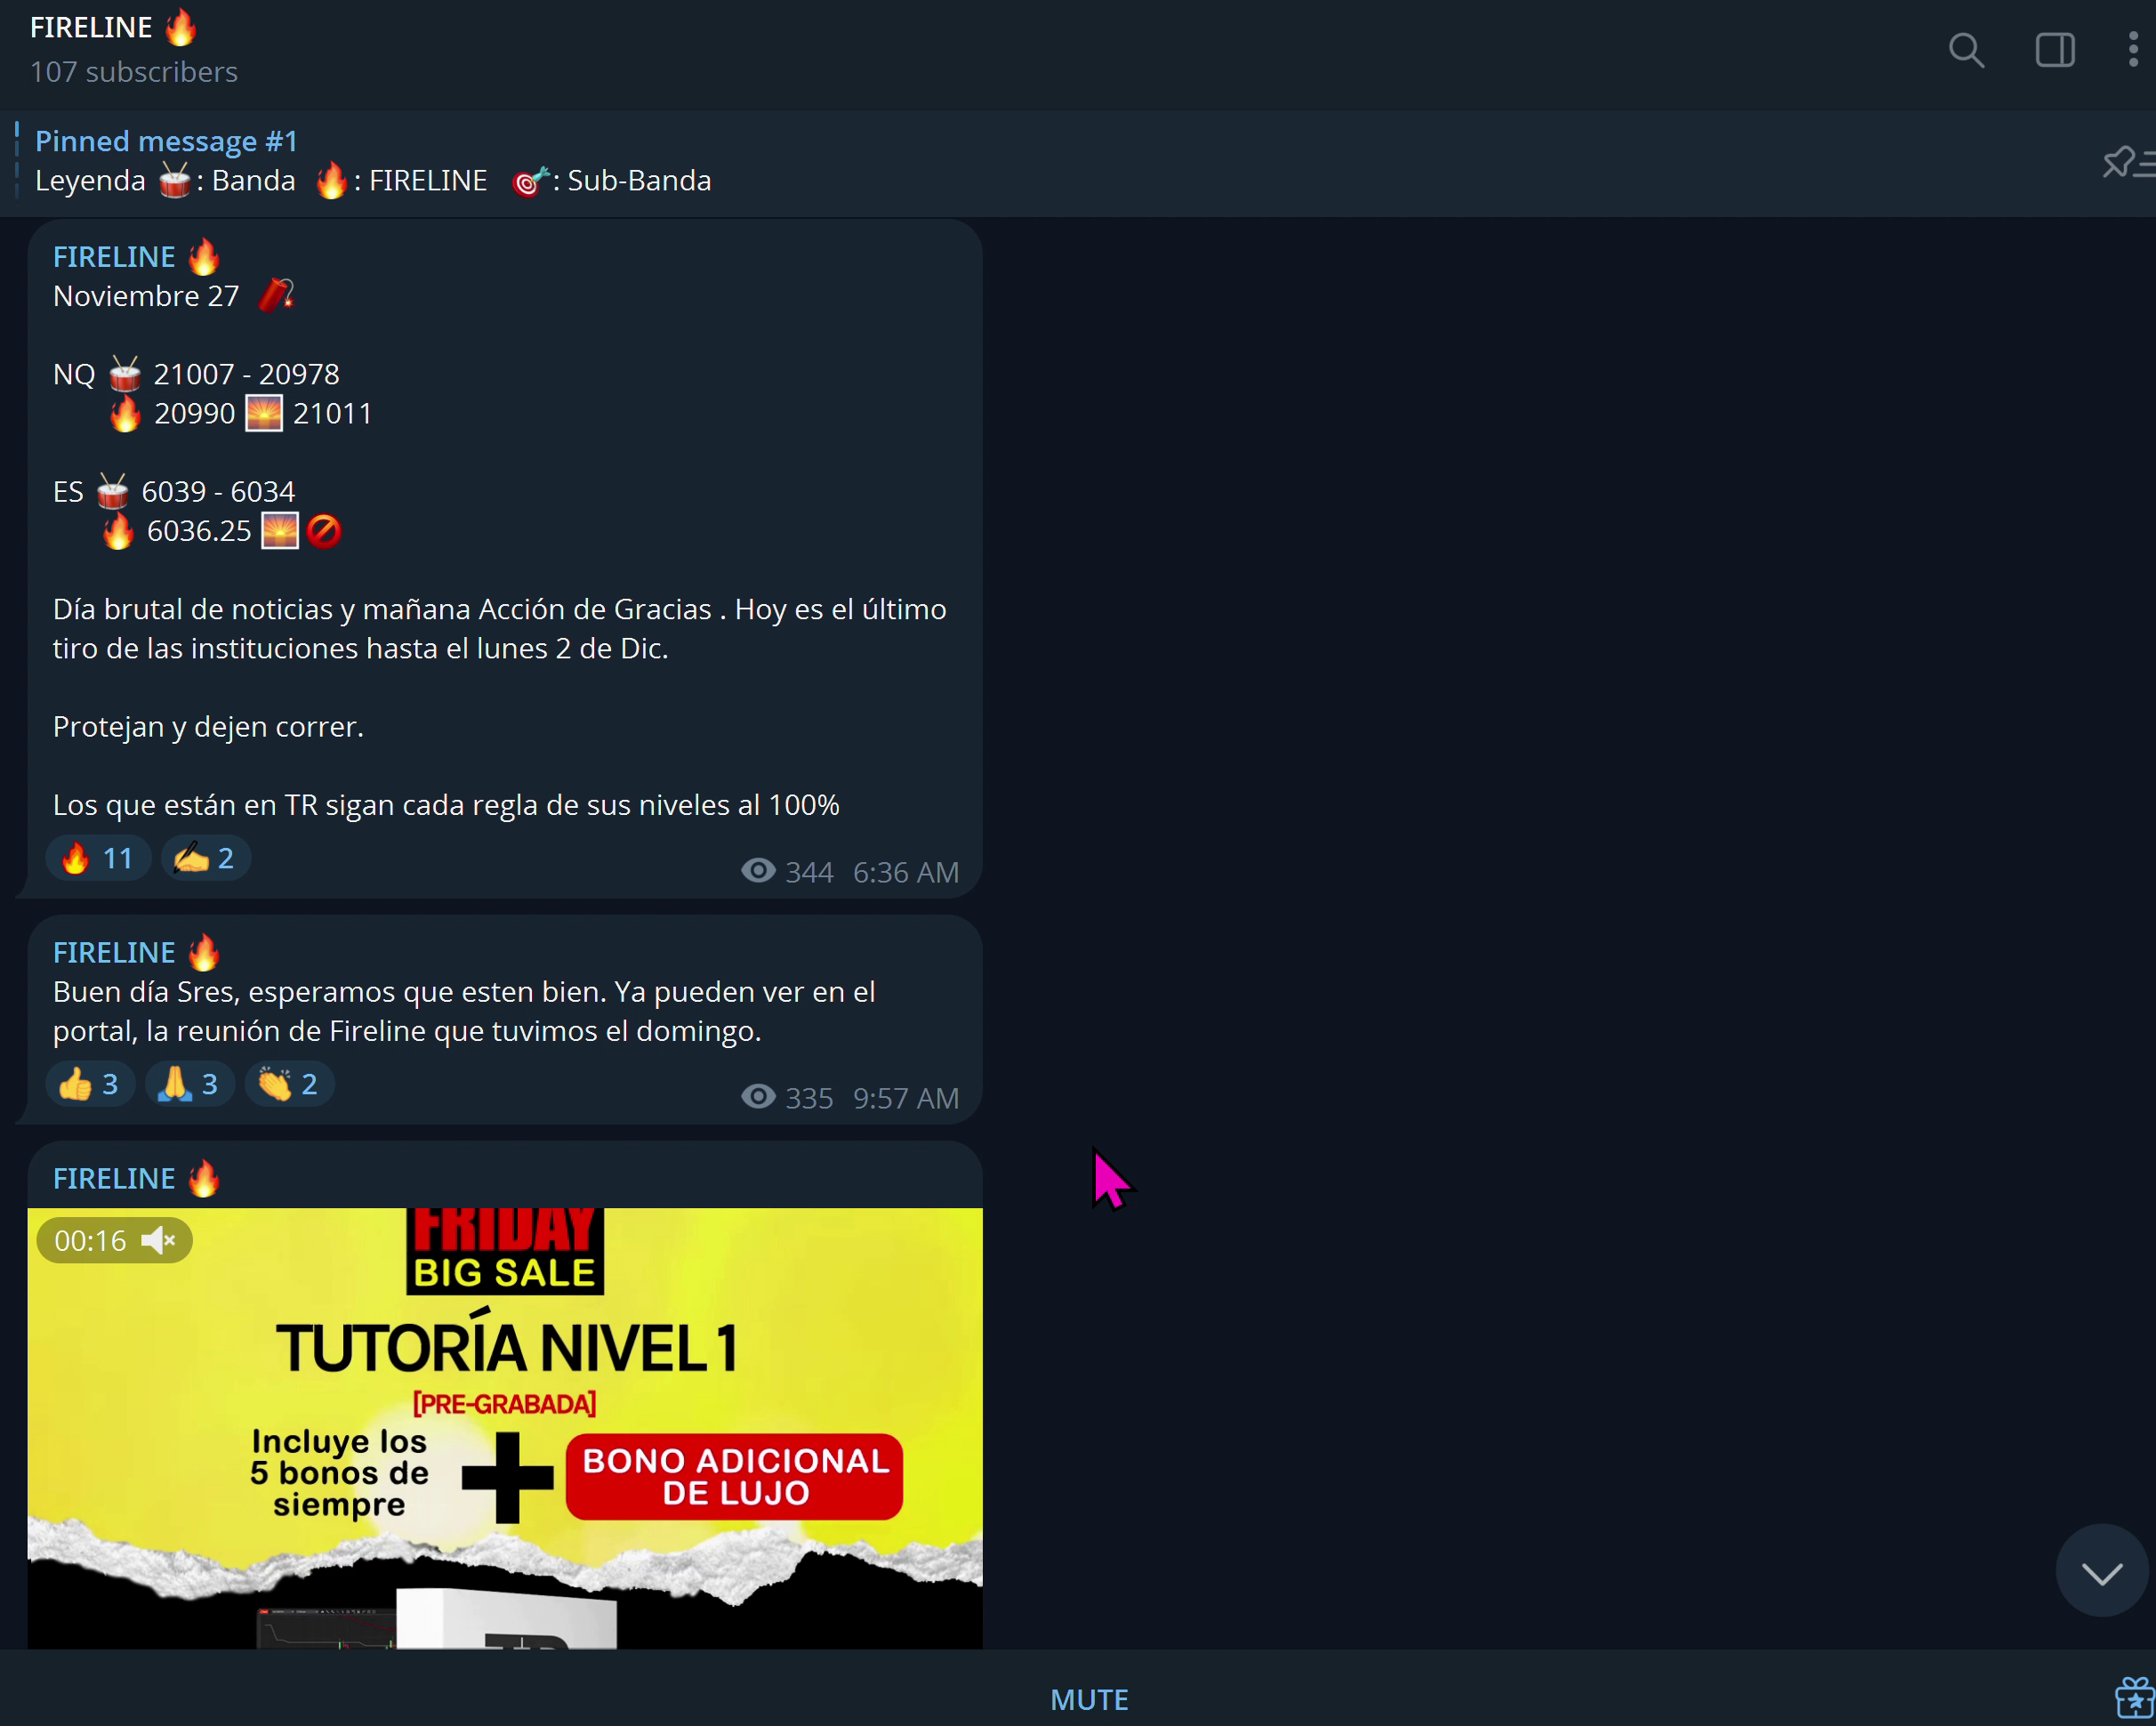 FIRELINE 🔥
107 subscribers
Pinned message #1
Leyenda 🥁: Banda 🔥: FIRELINE 🎯: Sub-Banda
FIRELINE 🔥
Noviembre 27 🧨
NQ 🥁 21007 - 20978
🔥 20990 🌅 21011
ES 🥁 6039 - 6034
🔥 6036.25 🌅🚫
Día brutal de noticias y mañana Acción de Gracias . Hoy es el último
tiro de las instituciones hasta el lunes 2 de Dic.
Protejan y dejen correr.
Los que están en TR sigan cada regla de sus niveles al 100%
🔥 11 ✍️ 2
344 6:36 AM
FIRELINE 🔥
Buen día Sres, esperamos que esten bien. Ya pueden ver en el
portal, la reunión de Fireline que tuvimos el domingo.
👍 3 🙏 3 👏 2
335 9:57 AM
FIRELINE 🔥
00:16
FRIDAY
BIG SALE
TUTORÍA NIVEL 1
[PRE-GRABADA]
Incluye los
5 bonos de
siempre
+
BONO ADICIONAL
DE LUJO
MUTE